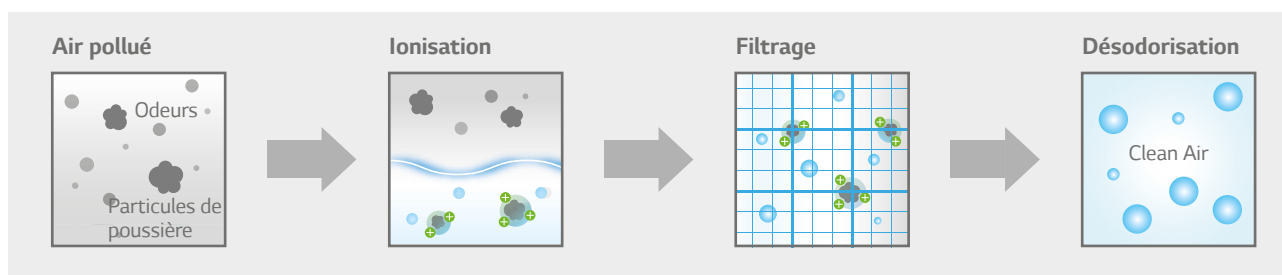 Air pollué
Ionisation
Filtrage
Désodorisation
Odeurs
Particules de
poussière
Clean Air